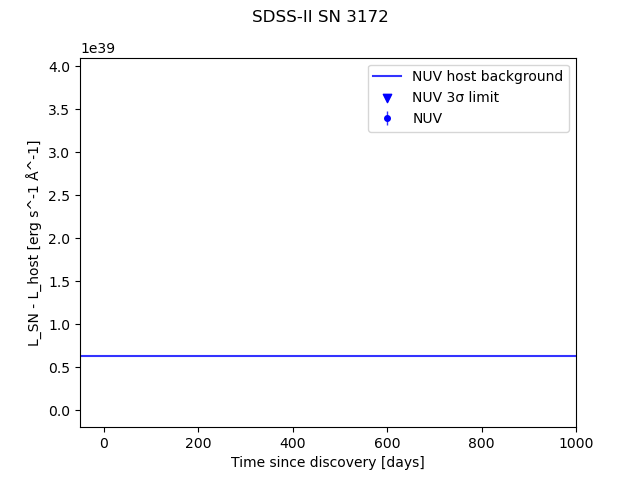 SDSS-II SN 3172
1e39
NUV host background
NUV 3σ limit
NUV
4.0
3.5
3.0
2.5
2.0
1.5
1.0
0.5
0.0
L_SN - L_host [erg s^-1 Å^-1]
0 200 400 600 800 1000
Time since discovery [days]